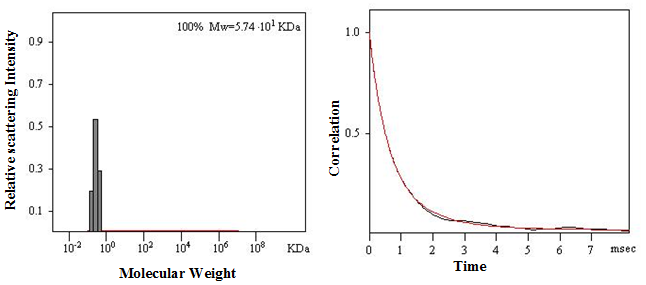 100% Mw=5.74 ·10¹ KDa
Relative scattering Intensity
0.9
0.7
0.5
0.3
0.1
10⁻² 10⁰ 10² 10⁴ 10⁶ 10⁸ KDa
Molecular Weight
Correlation
1.0
0.5
0 1 2 3 4 5 6 7 msec
Time